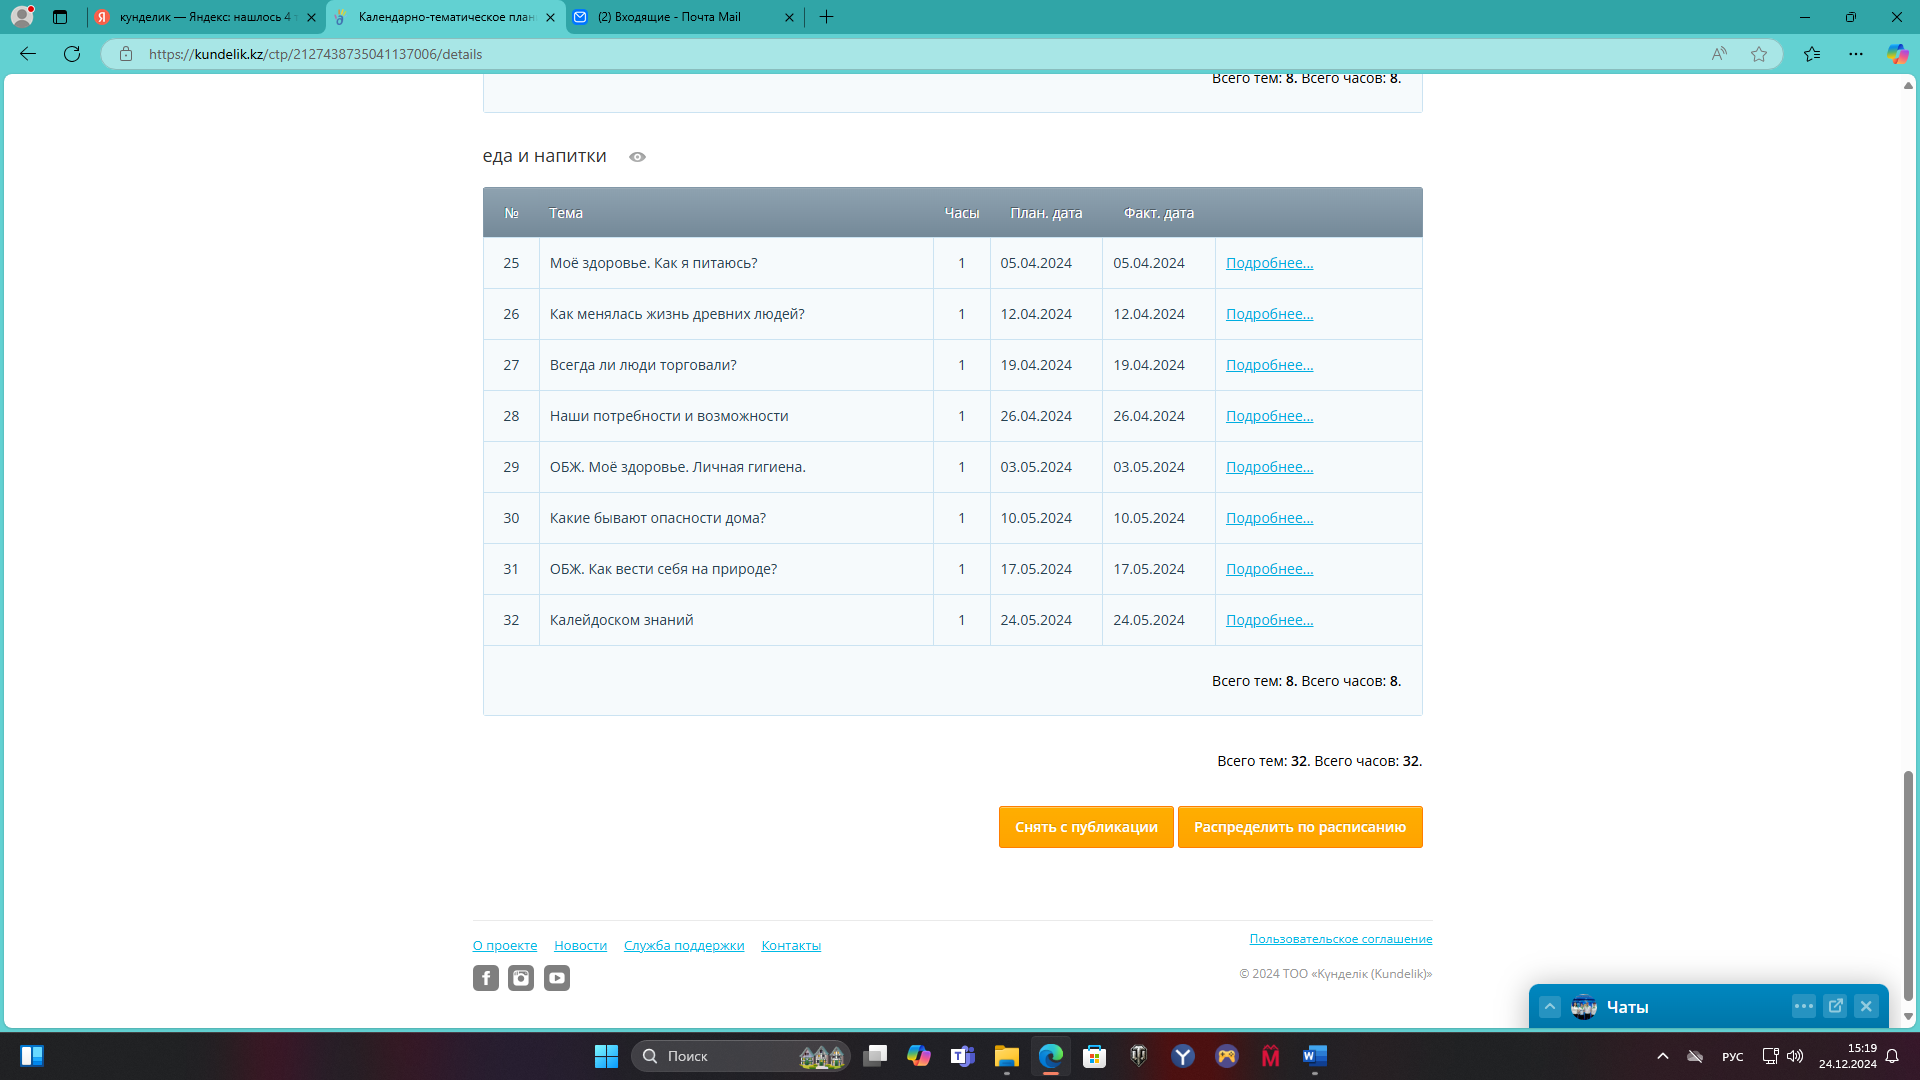 кунделик — Яндекс: нашлось 4 т
Календарно-тематическое план
(2) Входящие - Почта Mail
https://kundelik.kz/ctp/2127438735041137006/details
Всего тем: 8. Всего часов: 8.
еда и напитки
№ Тема Часы План. дата Факт. дата
25 Моё здоровье. Как я питаюсь? 1 05.04.2024 05.04.2024 Подробнее...
26 Как менялась жизнь древних людей? 1 12.04.2024 12.04.2024 Подробнее...
27 Всегда ли люди торговали? 1 19.04.2024 19.04.2024 Подробнее...
28 Наши потребности и возможности 1 26.04.2024 26.04.2024 Подробнее...
29 ОБЖ. Моё здоровье. Личная гигиена. 1 03.05.2024 03.05.2024 Подробнее...
30 Какие бывают опасности дома? 1 10.05.2024 10.05.2024 Подробнее...
31 ОБЖ. Как вести себя на природе? 1 17.05.2024 17.05.2024 Подробнее...
32 Калейдоском знаний 1 24.05.2024 24.05.2024 Подробнее...
Всего тем: 8. Всего часов: 8.
Всего тем: 32. Всего часов: 32.
Снять с публикации Распределить по расписанию
О проекте Новости Служба поддержки Контакты
Пользовательское соглашение
© 2024 ТОО «Күнделік (Kundelik)»
Чаты
Поиск
РУС
15:19
24.12.2024